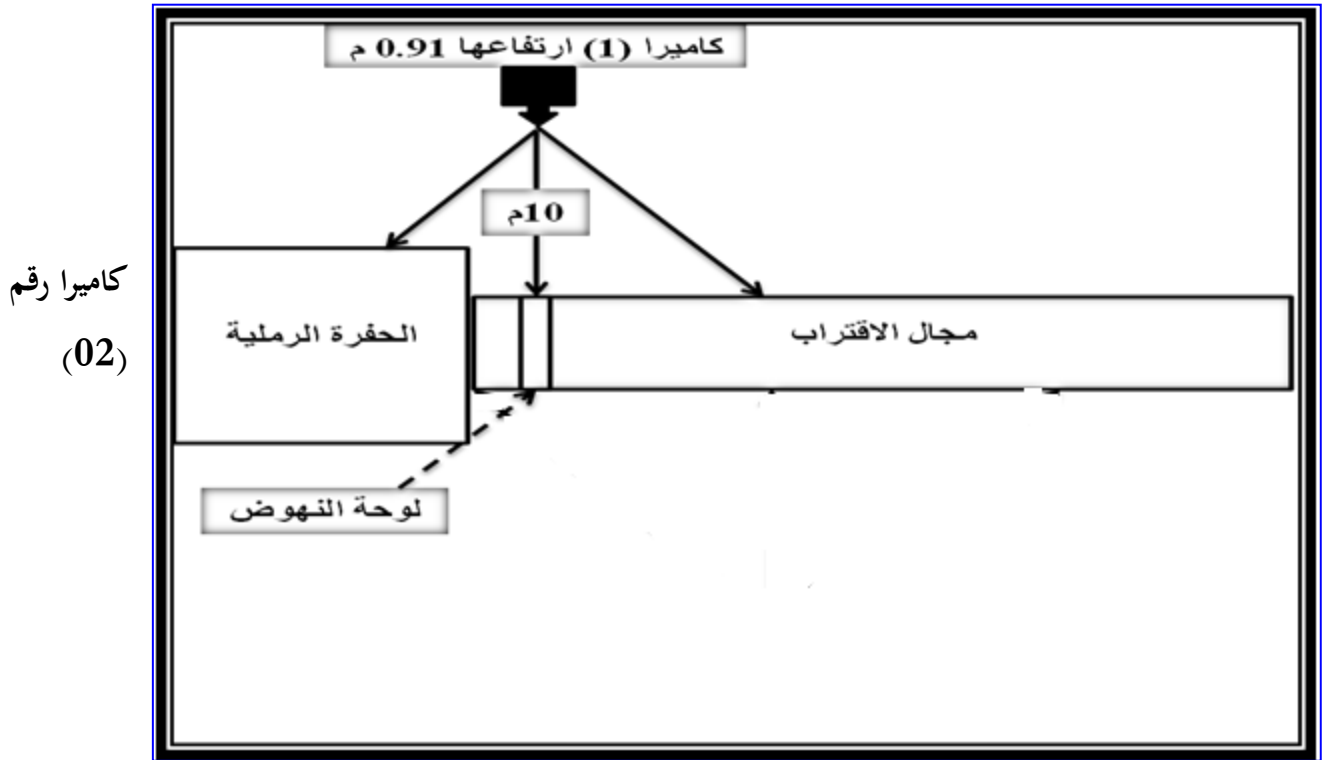 كاميرا (1) ارتفاعها 0.91 م
10م
كاميرا رقم
(02)
الحفرة الرملية
مجال الاقتراب
لوحة النهوض